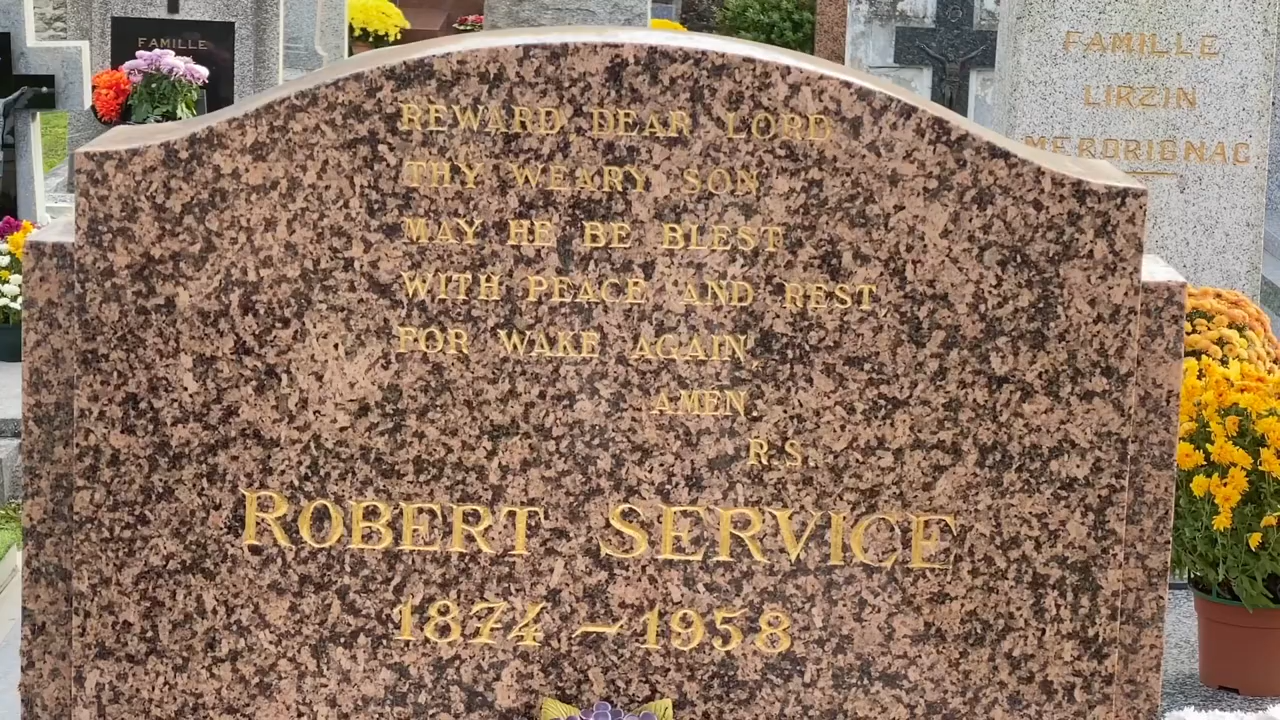 FAMILLE
FAMILLE
LIRZIN
MERDRIGNAC
REWARD, DEAR LORD,
THY WEARY SON
MAY HE BE BLEST
WITH PEACE AND REST
FOR WAKE AGAIN,
AMEN
R.S.
ROBERT SERVICE
1874 - 1958